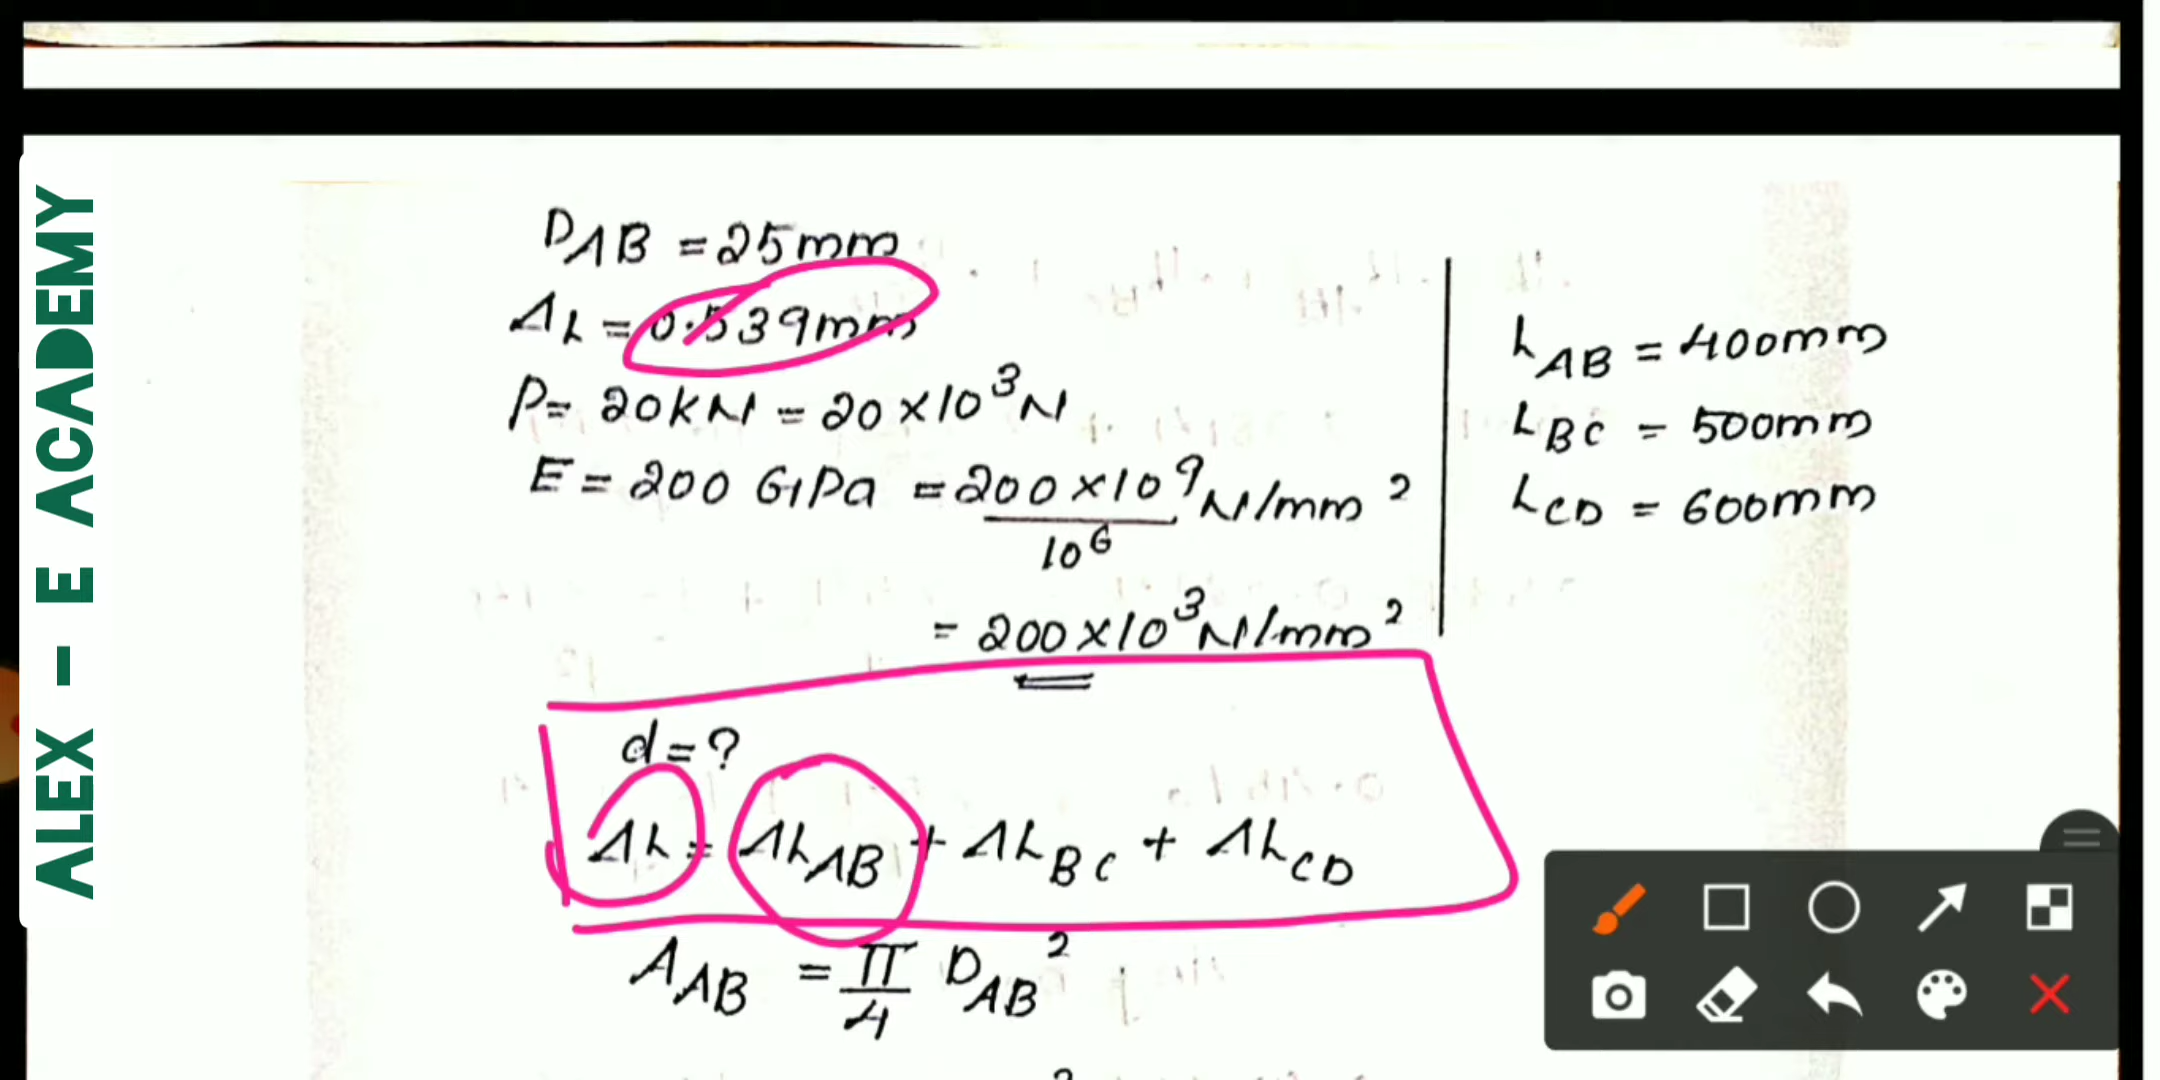 ALEX - E ACADEMY
D_AB = 25mm
ΔL = 0.539mm
P = 20kN = 20×10³N
E = 200 GPa = 200×10⁹/10⁶ N/mm²
= 200×10³N/mm²
L_AB = 400mm
L_BC = 500mm
L_CD = 600mm
d = ?
ΔL = ΔL_AB + ΔL_BC + ΔL_CD
A_AB = π/4 D_AB²